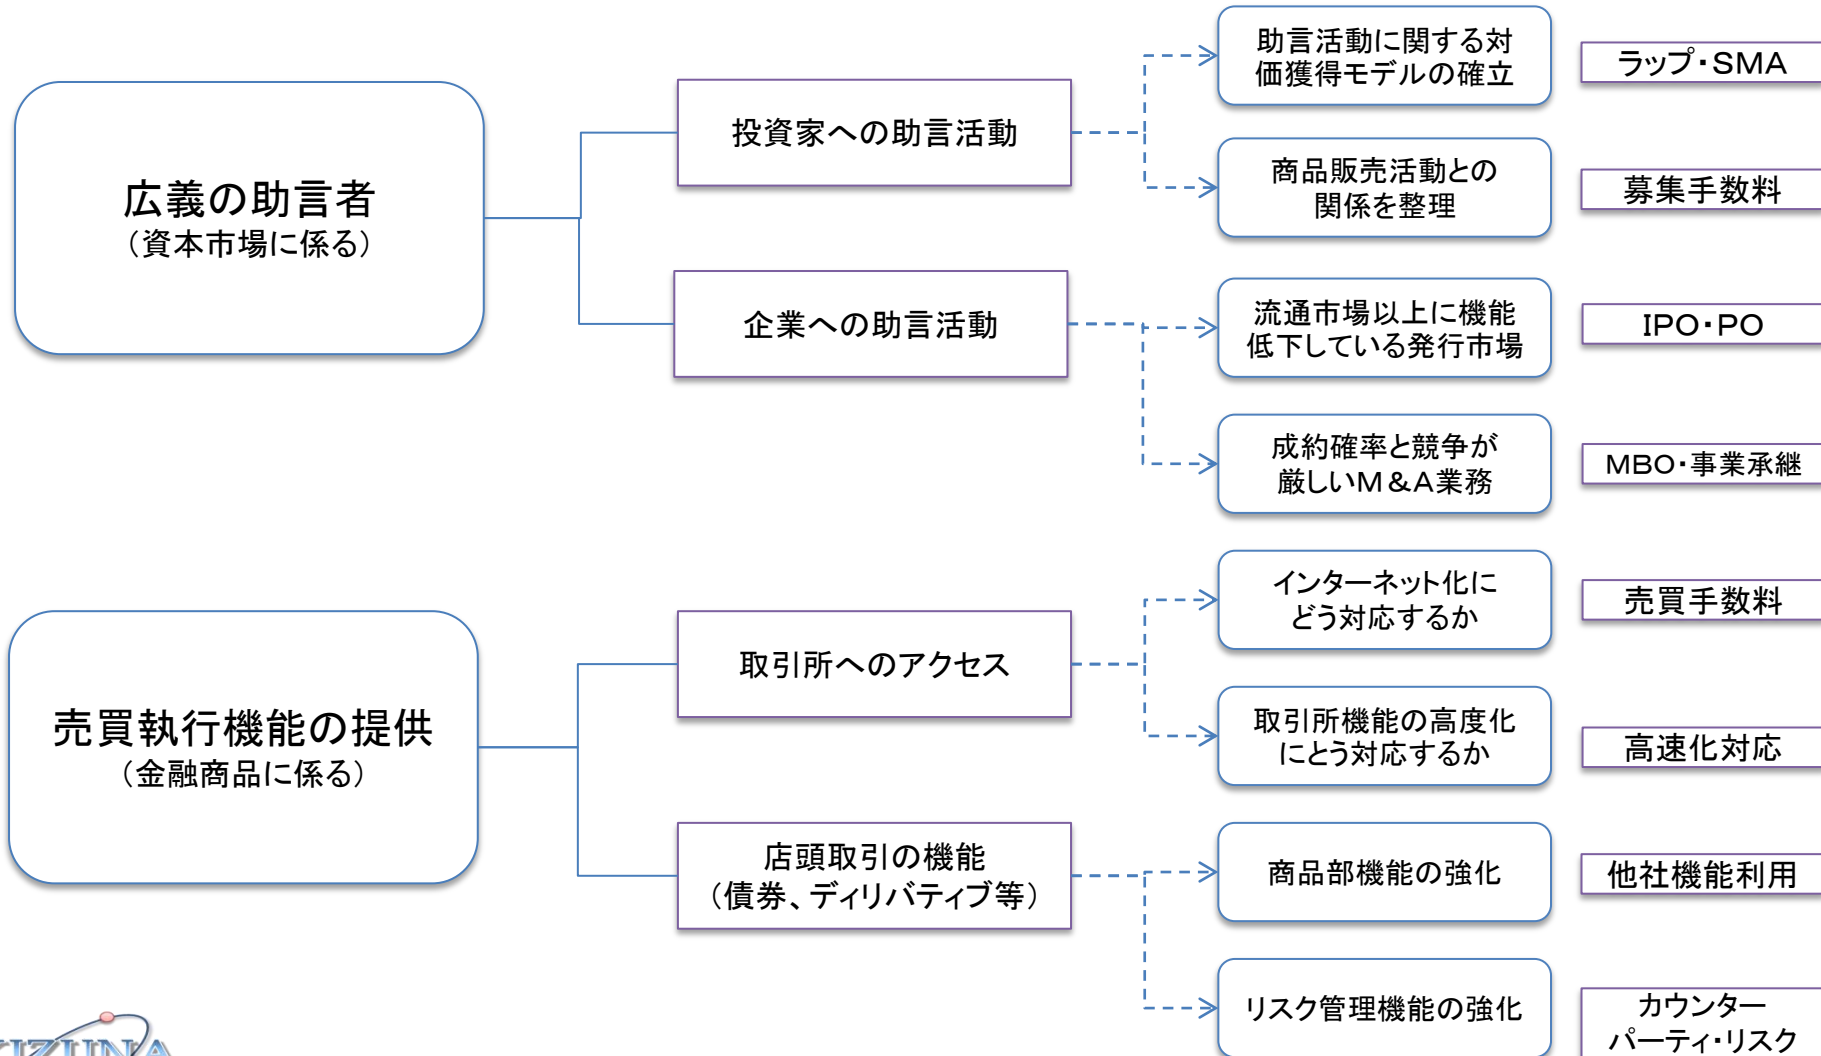 広義の助言者
（資本市場に係る）
投資家への助言活動
助言活動に関する対
価獲得モデルの確立
ラップ・SMA
商品販売活動との
関係を整理
募集手数料
企業への助言活動
流通市場以上に機能
低下している発行市場
IPO・PO
成約確率と競争が
厳しいM&A業務
MBO・事業承継
売買執行機能の提供
（金融商品に係る）
取引所へのアクセス
インターネット化に
どう対応するか
売買手数料
取引所機能の高度化
にとう対応するか
高速化対応
店頭取引の機能
（債券、ディリバティブ等）
商品部機能の強化
他社機能利用
リスク管理機能の強化
カウンター
パーティ・リスク
KIZUNA